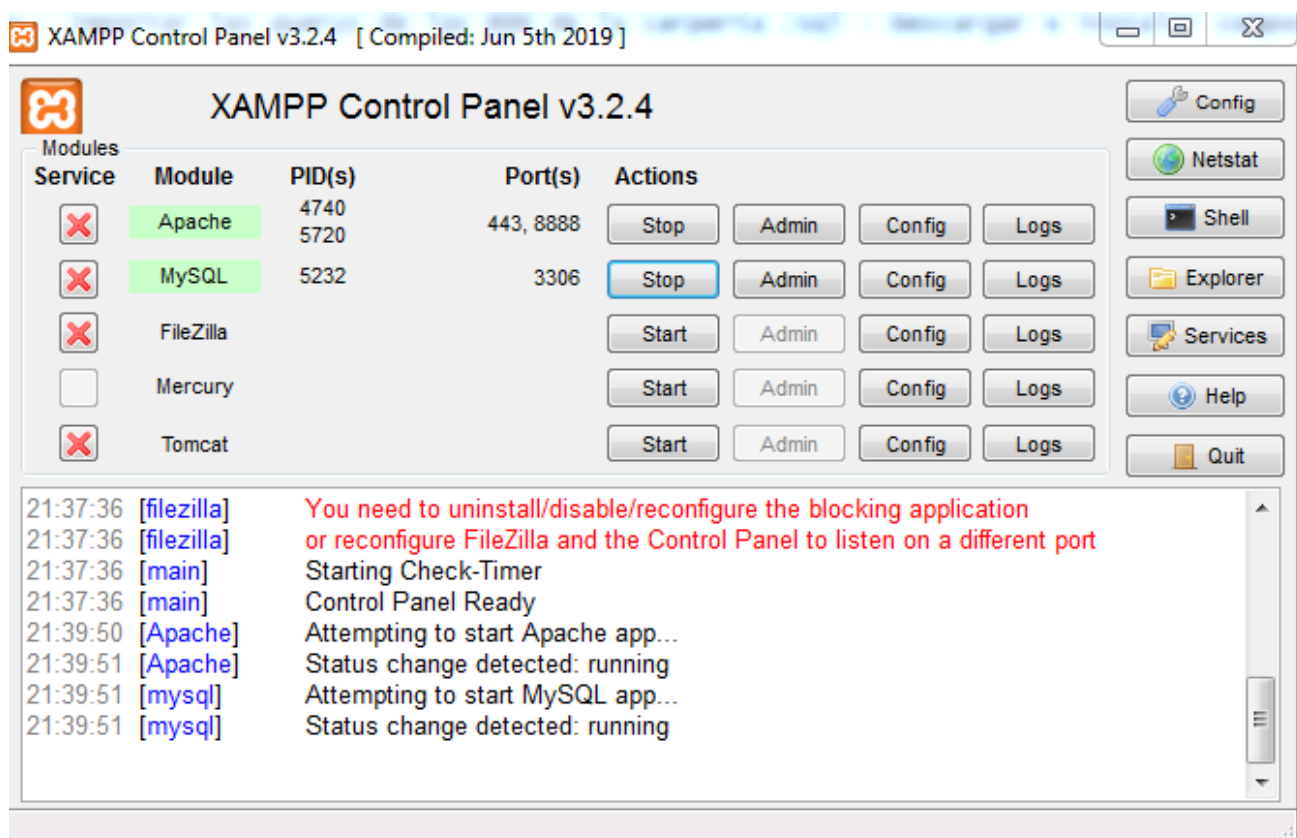 XAMPP Control Panel v3.2.4 [ Compiled: Jun 5th 2019 ]
XAMPP Control Panel v3.2.4
Config
Modules
Service Module PID(s) Port(s) Actions
Netstat
Apache 4740 5720 443, 8888 Stop Admin Config Logs
Shell
MySQL 5232 3306 Stop Admin Config Logs
Explorer
FileZilla Start Admin Config Logs
Services
Mercury Start Admin Config Logs
Help
Tomcat Start Admin Config Logs
Quit
21:37:36 [filezilla] You need to uninstall/disable/reconfigure the blocking application
21:37:36 [filezilla] or reconfigure FileZilla and the Control Panel to listen on a different port
21:37:36 [main] Starting Check-Timer
21:37:36 [main] Control Panel Ready
21:39:50 [Apache] Attempting to start Apache app...
21:39:51 [Apache] Status change detected: running
21:39:51 [mysql] Attempting to start MySQL app...
21:39:51 [mysql] Status change detected: running